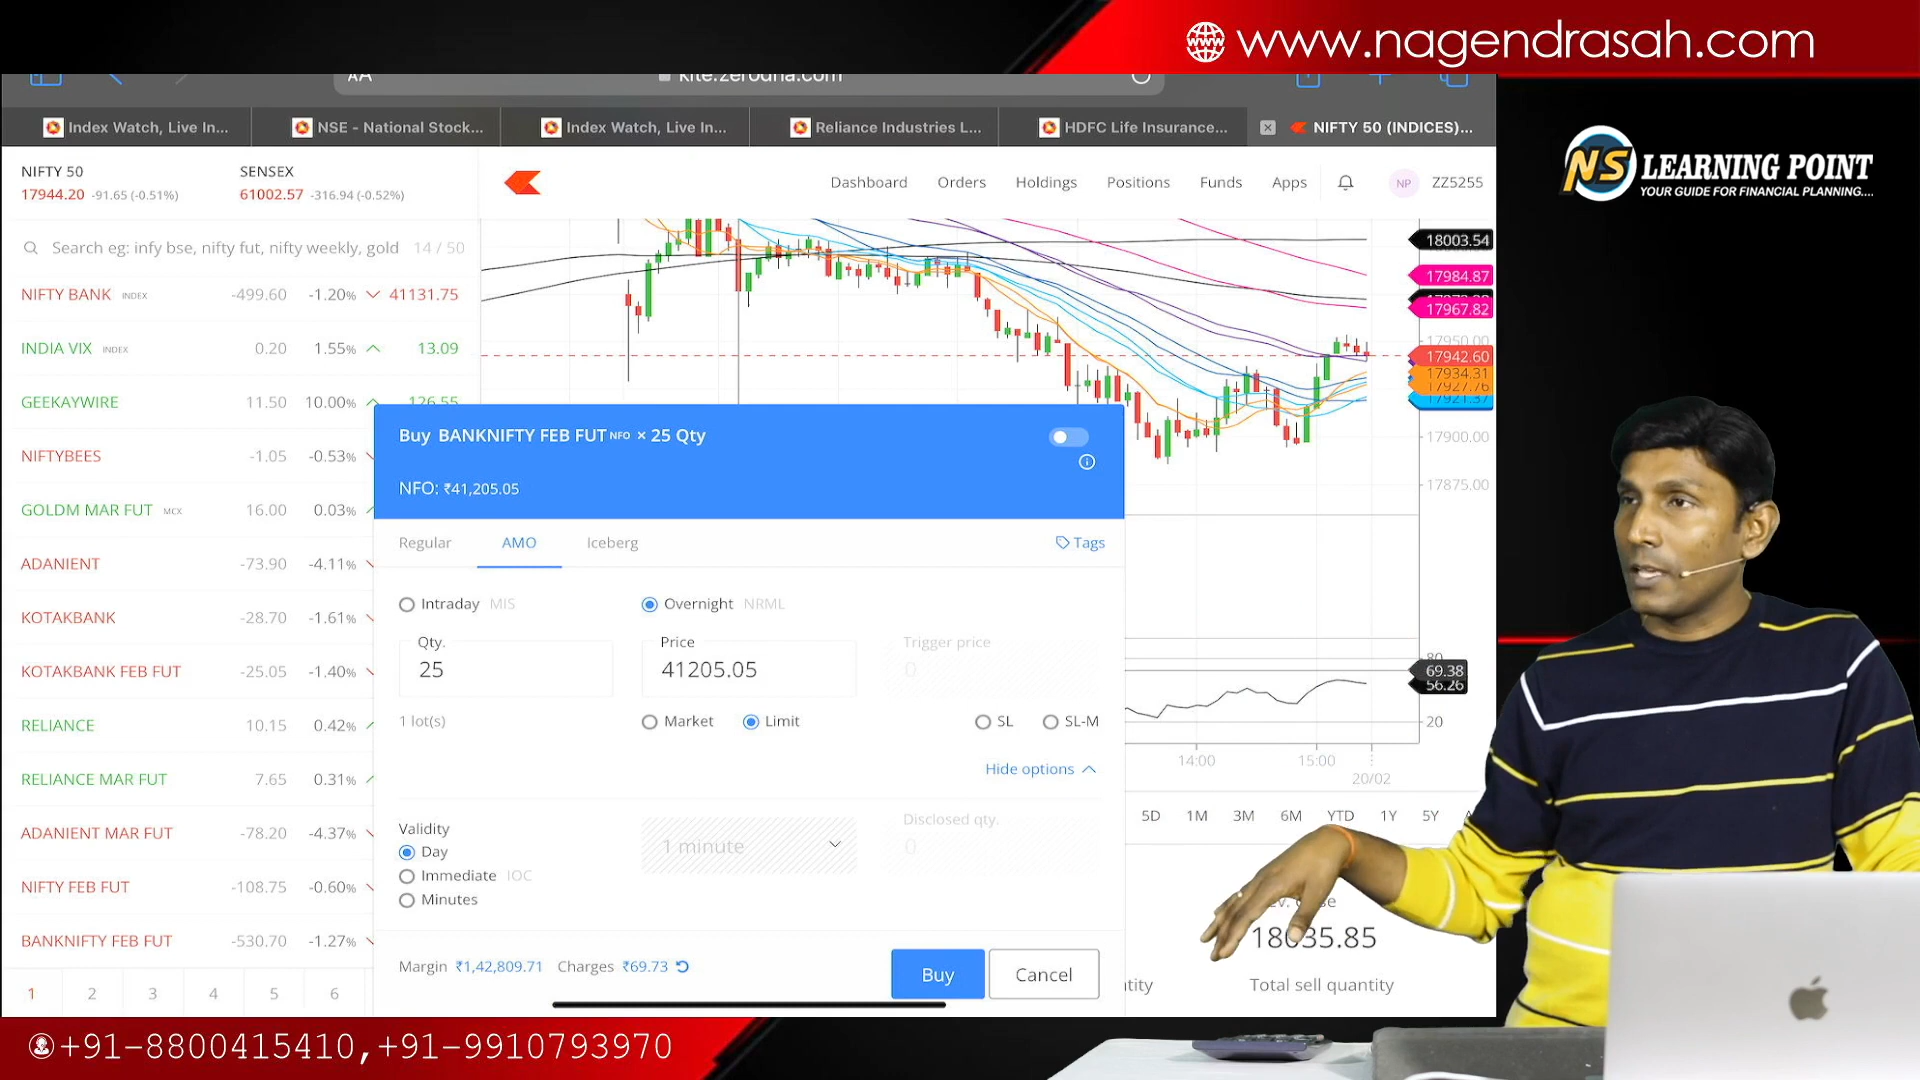 www.nagendrasah.com
AA
kite.zerodha.com
Index Watch, Live In...
NSE - National Stock...
Index Watch, Live In...
Reliance Industries L...
HDFC Life Insurance...
NIFTY 50 (INDICES)...
NS LEARNING POINT
YOUR GUIDE FOR FINANCIAL PLANNING....
NIFTY 50
17944.20 -91.65 (-0.51%)
SENSEX
61002.57 -316.94 (-0.52%)
Dashboard Orders Holdings Positions Funds Apps NP ZZ5255
Search eg: infy bse, nifty fut, nifty weekly, gold 14 / 50
NIFTY BANK INDEX -499.60 -1.20% 41131.75
INDIA VIX INDEX 0.20 1.55% 13.09
GEEKAYWIRE 11.50 10.00% 126.55
NIFTYBEES -1.05 -0.53%
GOLDM MAR FUT MCX 16.00 0.03%
ADANIENT -73.90 -4.11%
KOTAKBANK -28.70 -1.61%
KOTAKBANK FEB FUT -25.05 -1.40%
RELIANCE 10.15 0.42%
RELIANCE MAR FUT 7.65 0.31%
ADANIENT MAR FUT -78.20 -4.37%
NIFTY FEB FUT -108.75 -0.60%
BANKNIFTY FEB FUT -530.70 -1.27%
1 2 3 4 5 6
18003.54
17984.87
17967.82
17950.00
17942.60
17934.31
17927.76
17921.37
17900.00
17875.00
80
69.38
56.26
20
14:00 15:00
20/02
5D 1M 3M 6M YTD 1Y 5Y
18035.85
Total sell quantity
Buy BANKNIFTY FEB FUT NFO × 25 Qty
NFO: ₹41,205.05
Regular AMO Iceberg Tags
Intraday MIS Overnight NRML
Qty. Price Trigger price
25 41205.05 0
1 lot(s) Market Limit SL SL-M
Hide options
Validity Disclosed qty.
Day 1 minute 0
Immediate IOC
Minutes
Margin ₹1,42,809.71 Charges ₹69.73
Buy Cancel
+91-8800415410,+91-9910793970